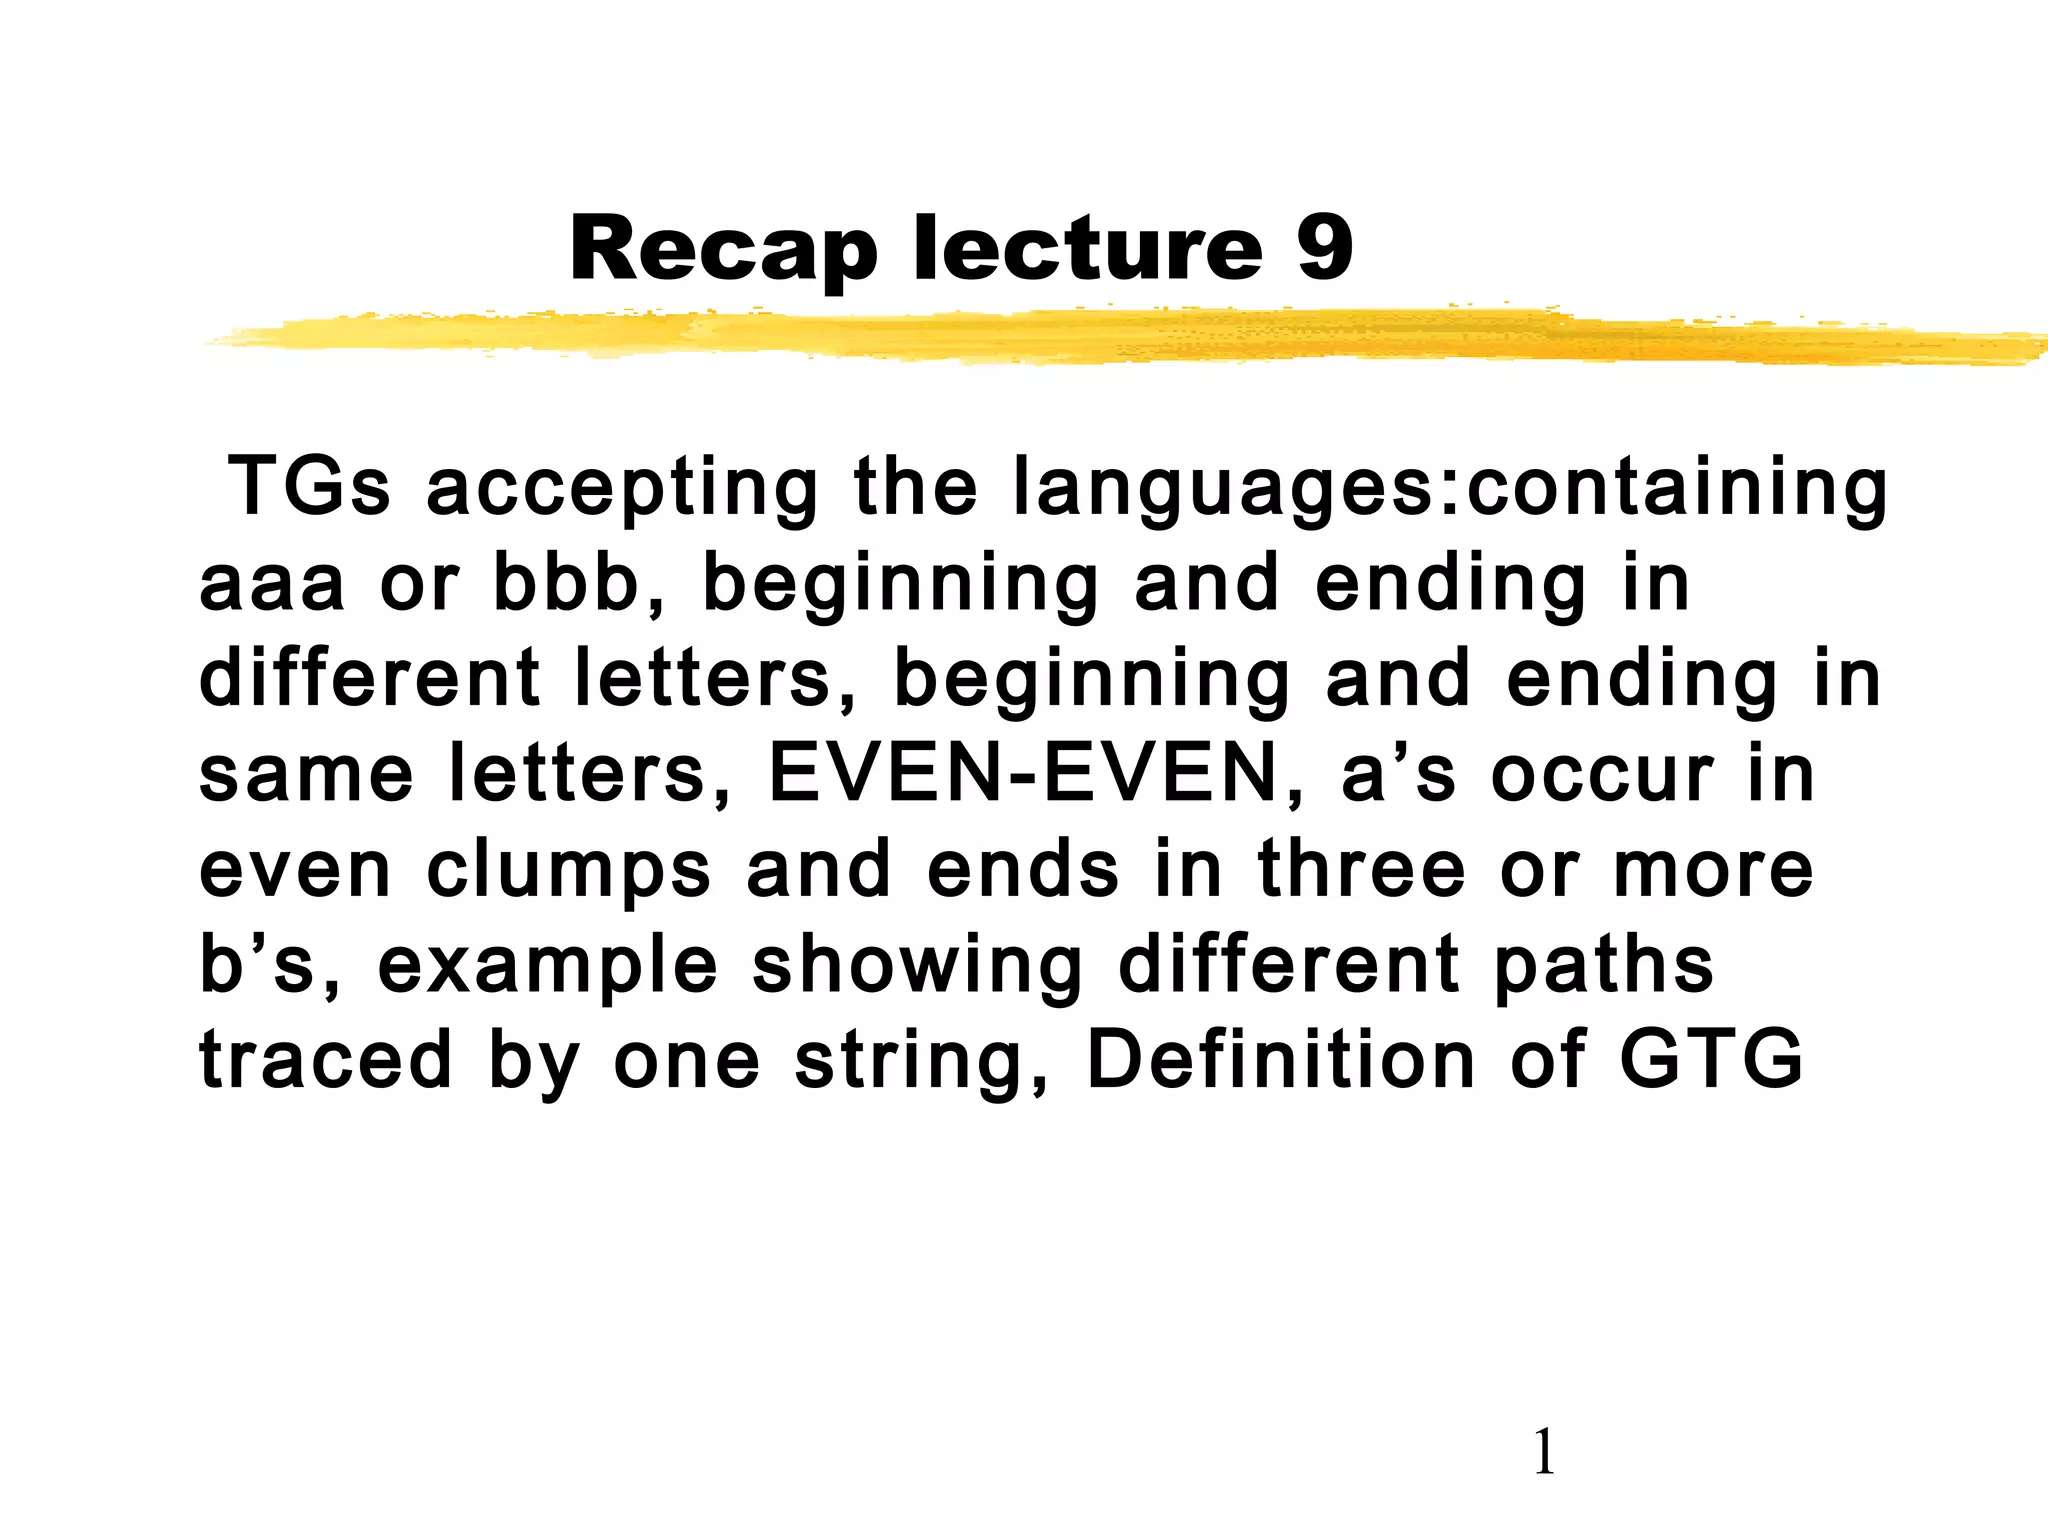 Recap lecture 9
TGs accepting the languages:containing
aaa or bbb, beginning and ending in
different letters, beginning and ending in
same letters, EVEN-EVEN, a’s occur in
even clumps and ends in three or more
b’s, example showing different paths
traced by one string, Definition of GTG
1